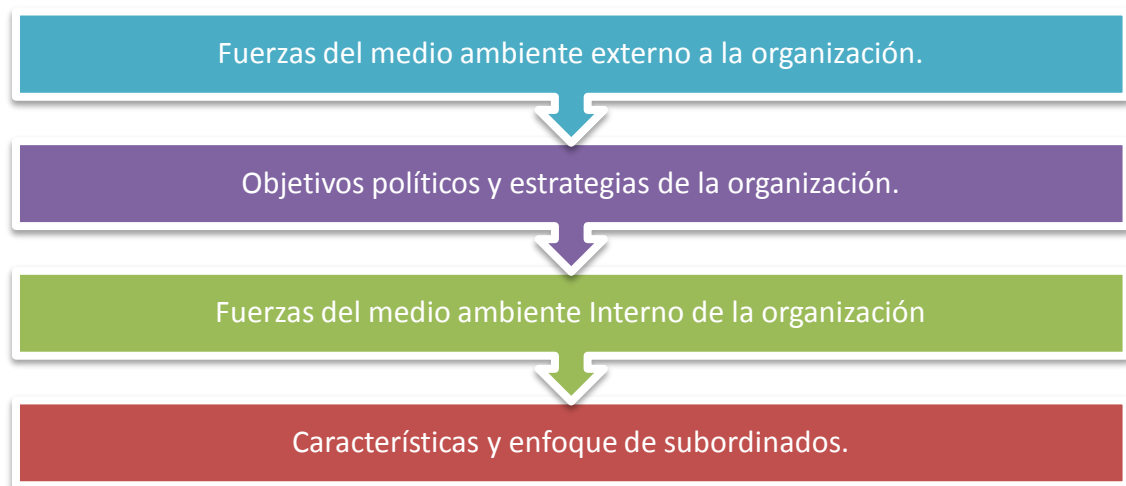 Fuerzas del medio ambiente externo a la organización.
Objetivos políticos y estrategias de la organización.
Fuerzas del medio ambiente Interno de la organización
Características y enfoque de subordinados.